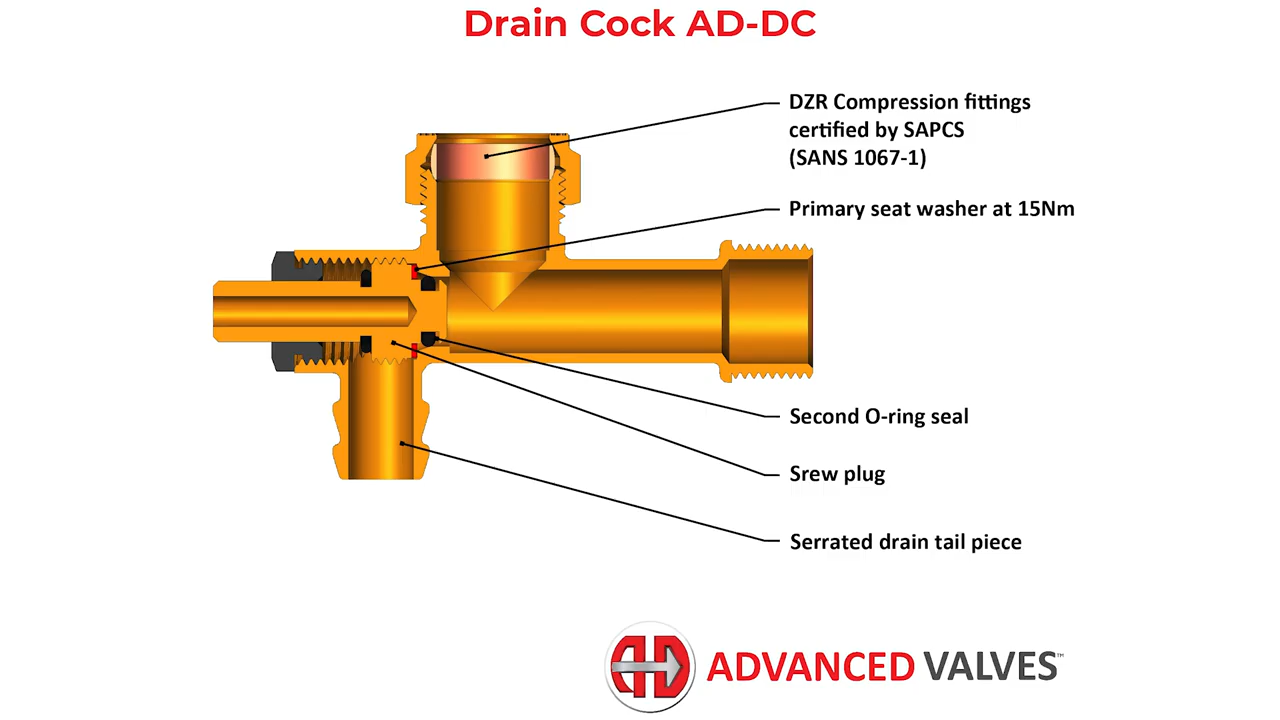 Drain Cock AD-DC
DZR Compression fittings
certified by SAPCS
(SANS 1067-1)
Primary seat washer at 15Nm
Second O-ring seal
Srew plug
Serrated drain tail piece
ADVANCED VALVES™